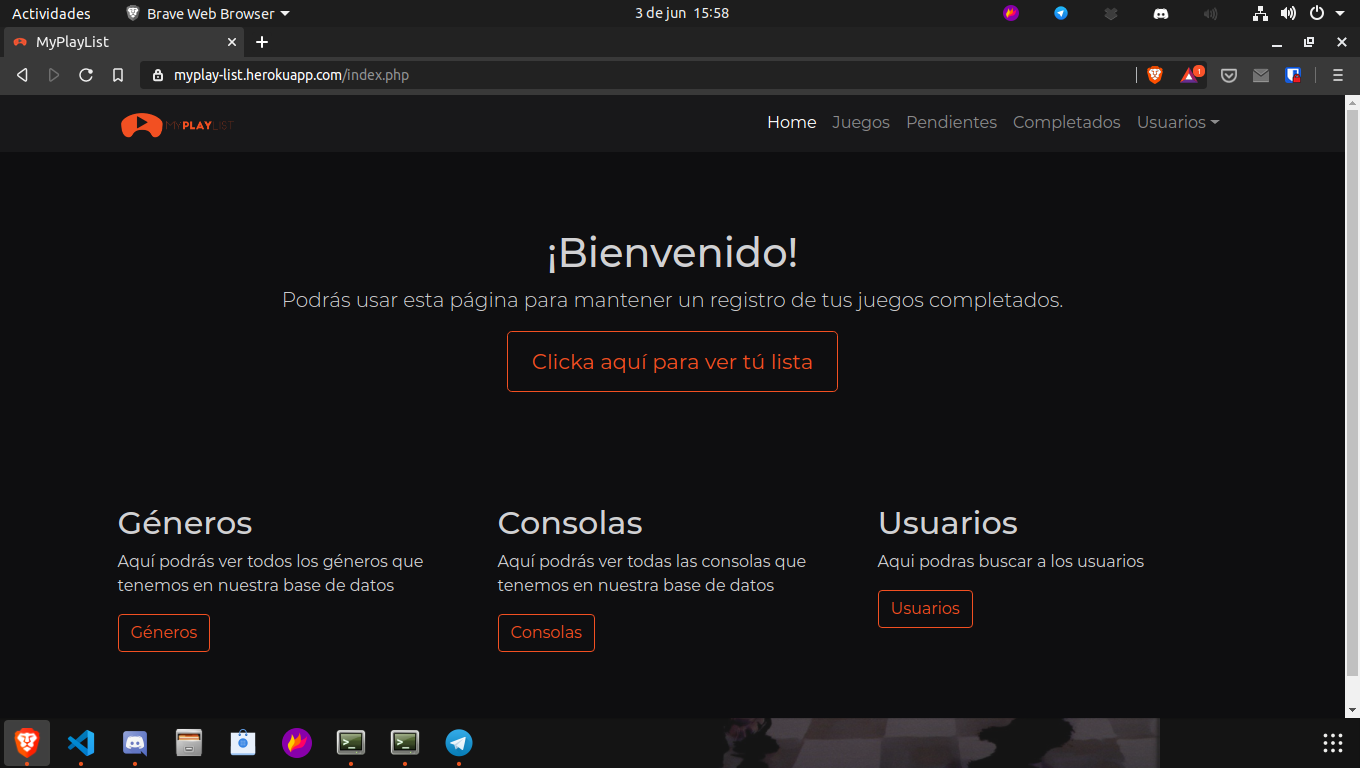 Actividades
Brave Web Browser
3 de jun 15:58
MyPlayList
myplay-list.herokuapp.com/index.php
1
MYPLAYLIST
Home
Juegos
Pendientes
Completados
Usuarios
¡Bienvenido!
Podrás usar esta página para mantener un registro de tus juegos completados.
Clicka aquí para ver tú lista
Géneros
Aquí podrás ver todos los géneros que
tenemos en nuestra base de datos
Géneros
Consolas
Aquí podrás ver todas las consolas que
tenemos en nuestra base de datos
Consolas
Usuarios
Aqui podras buscar a los usuarios
Usuarios